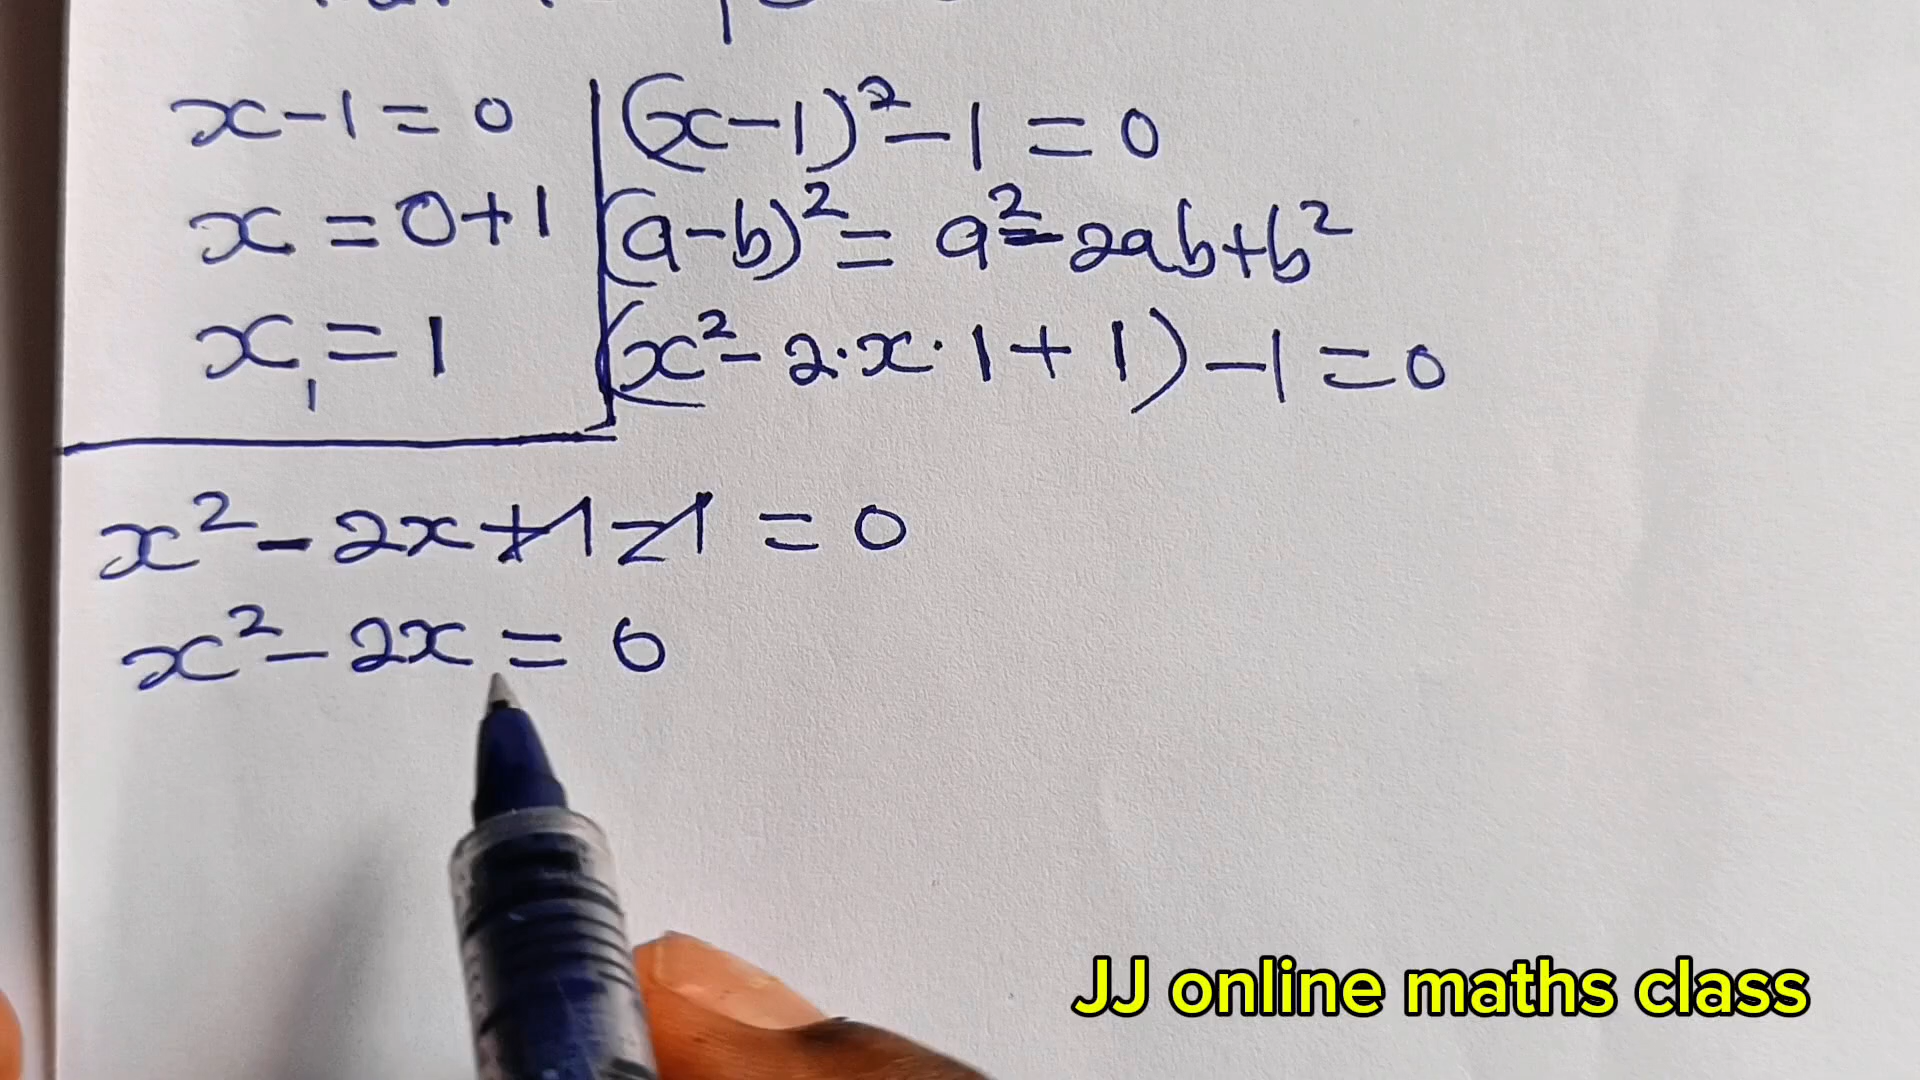 x-1=0
x=0+1
x₁=1
(x-1)²-1=0
(a-b)²=a²-2ab+b²
(x²-2·x·1+1)-1=0
x²-2x+1-1=0
x²-2x=0
JJ online maths class